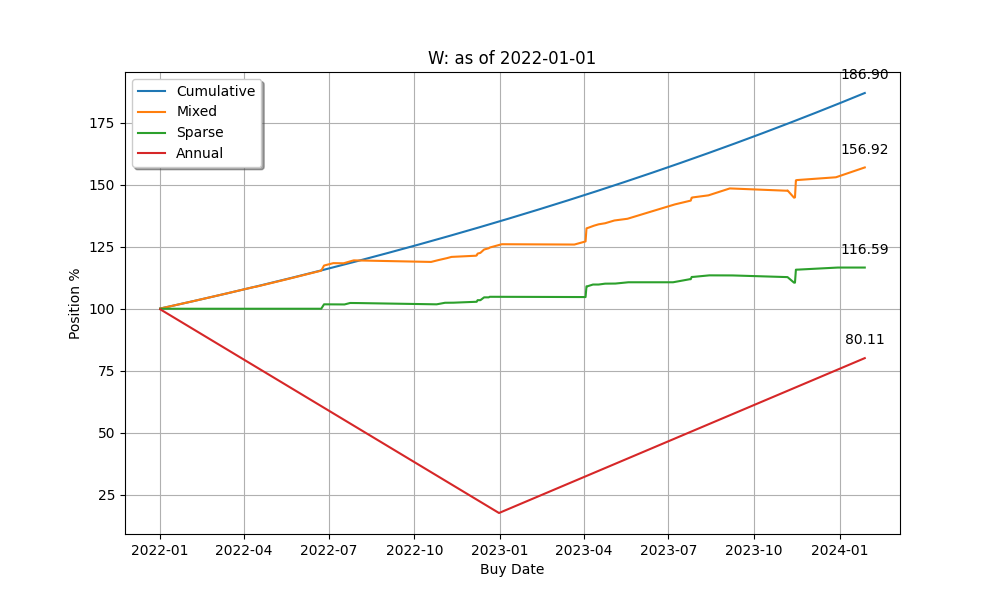 W: as of 2022-01-01
Cumulative
Mixed
Sparse
Annual
186.90
156.92
116.59
80.11
175
150
125
100
75
50
25
Position %
2022-01 2022-04 2022-07 2022-10 2023-01 2023-04 2023-07 2023-10 2024-01
Buy Date